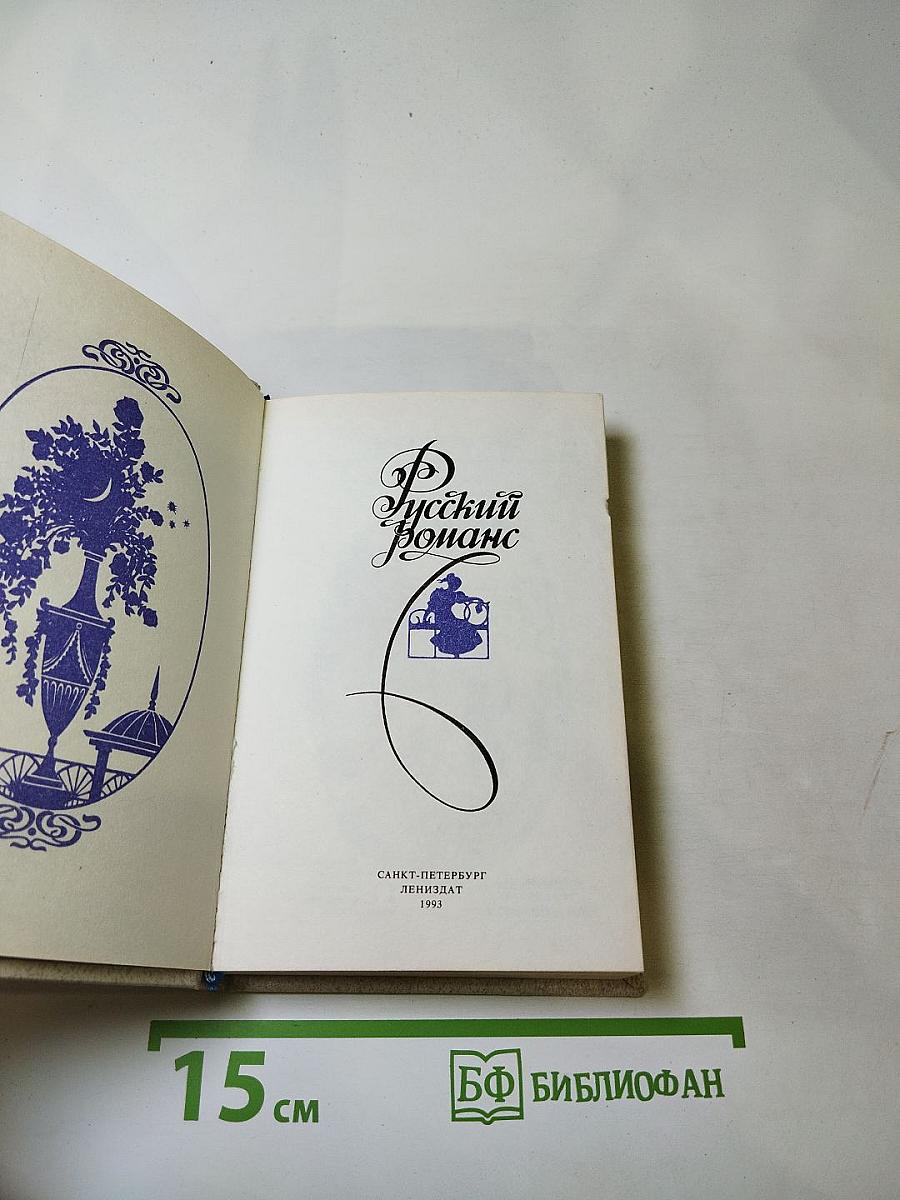 Русский
романс
САНКТ-ПЕТЕРБУРГ
ЛЕНИЗДАТ
1993
15 см
БФ БИБЛИОФАН